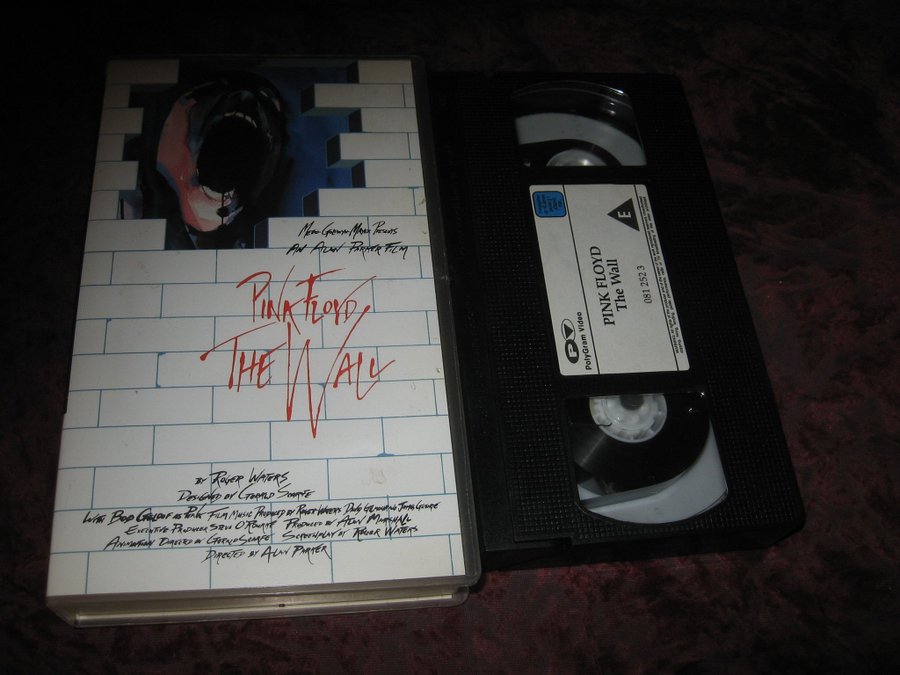 METRO GOLDWYN MAYER PRESENTS
AN ALAN PARKER FILM
PINK FLOYD
THE WALL
BY ROGER WATERS
DESIGNED BY GERALD SCARFE
WITH BOB GELDOF AS PINK FILM MUSIC PRODUCED BY ROGER WATERS DAVID GILMOUR AND JAMES GUTHRIE
EXECUTIVE PRODUCER STEVE O'ROURKE PRODUCED BY ALAN MARSHALL
ANIMATION DIRECTED BY GERALD SCARFE SCREENPLAY BY ROGER WATERS
DIRECTED BY ALAN PARKER
PolyGram Video
PINK FLOYD
The Wall
081 252 3
E